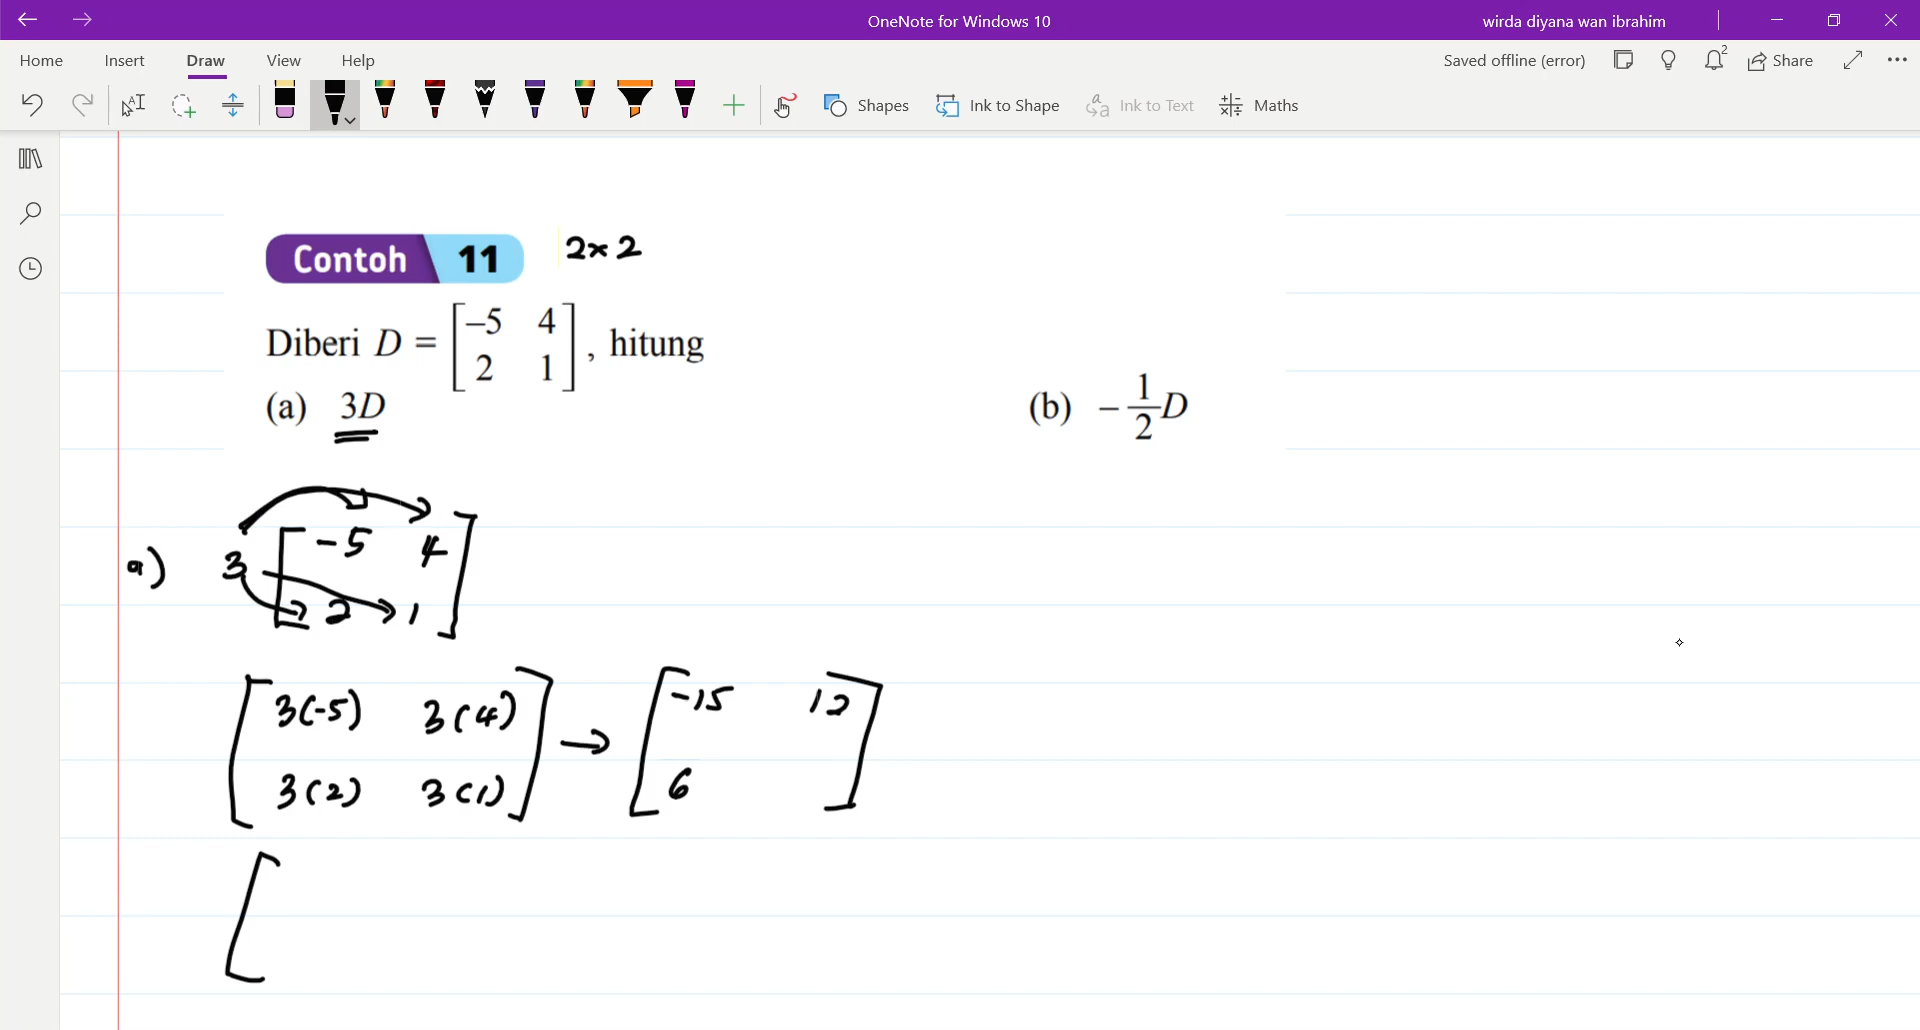 OneNote for Windows 10
wirda diyana wan ibrahim
Home Insert Draw View Help
Saved offline (error) 2 Share
Shapes Ink to Shape Ink to Text Maths
Contoh 11 2×2
Diberi D = [−5 4
2 1], hitung
(a) 3D (b) −1/2 D
a) 3 [−5 4
2 1]
[3(-5) 3(4) → [-15 12
3(2) 3(1)] 6 ]
[